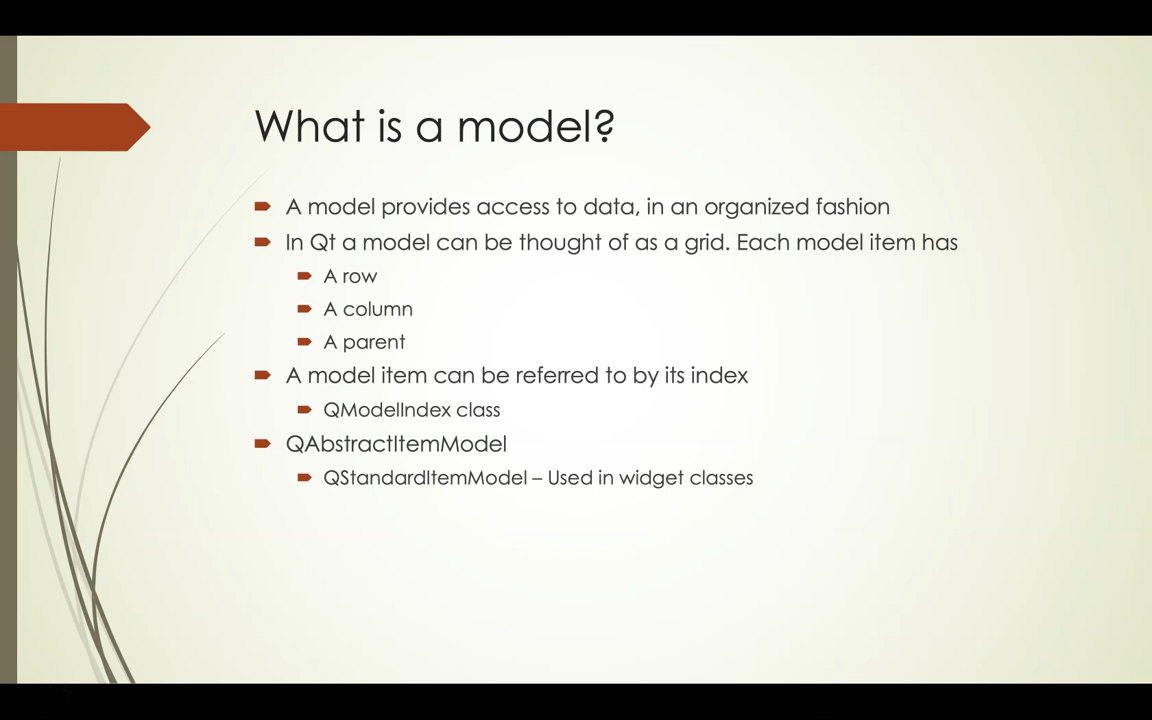 What is a model?
A model provides access to data, in an organized fashion
In Qt a model can be thought of as a grid. Each model item has
A row
A column
A parent
A model item can be referred to by its index
QModelIndex class
QAbstractItemModel
QStandardItemModel – Used in widget classes